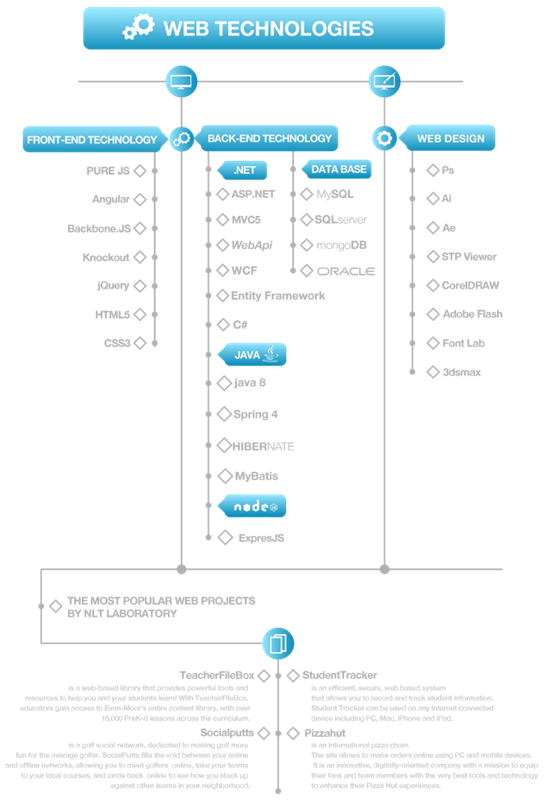 WEB TECHNOLOGIES
FRONT-END TECHNOLOGY
PURE JS
Angular
Backbone.JS
Knockout
jQuery
HTML5
CSS3
BACK-END TECHNOLOGY
.NET
ASP.NET
MVC5
WebApi
WCF
Entity Framework
C#
JAVA
java 8
Spring 4
HIBERNATE
MyBatis
node
ExpresJS
DATA BASE
MySQL
SQLserver
mongoDB
ORACLE
WEB DESIGN
Ps
Ai
Ae
STP Viewer
CorelDRAW
Adobe Flash
Font Lab
3dsmax
THE MOST POPULAR WEB PROJECTS
BY NLT LABORATORY
TeacherFileBox
is a web-based library that provides powerful tools and
resources to help you and your students learn! With TeacherFileBox,
educators gain access to Evan-Moor's entire content library, with over
15,000 PreK-6 lessons across the curriculum.
StudentTracker
is an efficient, secure, web based system
that allows you to record and track student information.
Student Tracker can be used on any internet connected
device including PC, Mac, iPhone and iPad.
Socialputts
is a golf social network, dedicated to making golf more
fun for the average golfer. SocialPutts fills the void between your online
and offline networks, allowing you to meet golfers online, take your teams
to your local courses, and circle back online to see how you stack up
against other teams in your neighborhood.
Pizzahut
is an international pizza chain.
The site allows to make orders online using PC and mobile devices.
It is an innovative, digitally-oriented company with a mission to equip
their fans and team members with the very best tools and technology
to enhance their Pizza Hut experiences.